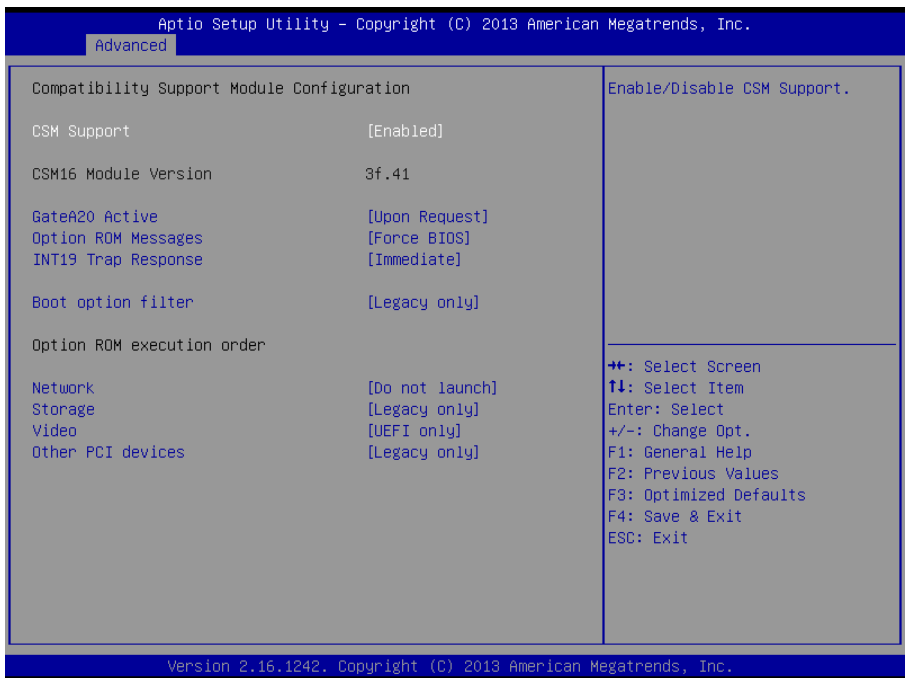 Aptio Setup Utility – Copyright (C) 2013 American Megatrends, Inc.
Advanced
Compatibility Support Module Configuration
CSM Support [Enabled]
CSM16 Module Version 3f.41
GateA20 Active [Upon Request]
Option ROM Messages [Force BIOS]
INT19 Trap Response [Immediate]
Boot option filter [Legacy only]
Option ROM execution order
Network [Do not launch]
Storage [Legacy only]
Video [UEFI only]
Other PCI devices [Legacy only]
Enable/Disable CSM Support.
→←: Select Screen
↑↓: Select Item
Enter: Select
+/-: Change Opt.
F1: General Help
F2: Previous Values
F3: Optimized Defaults
F4: Save & Exit
ESC: Exit
Version 2.16.1242. Copyright (C) 2013 American Megatrends, Inc.